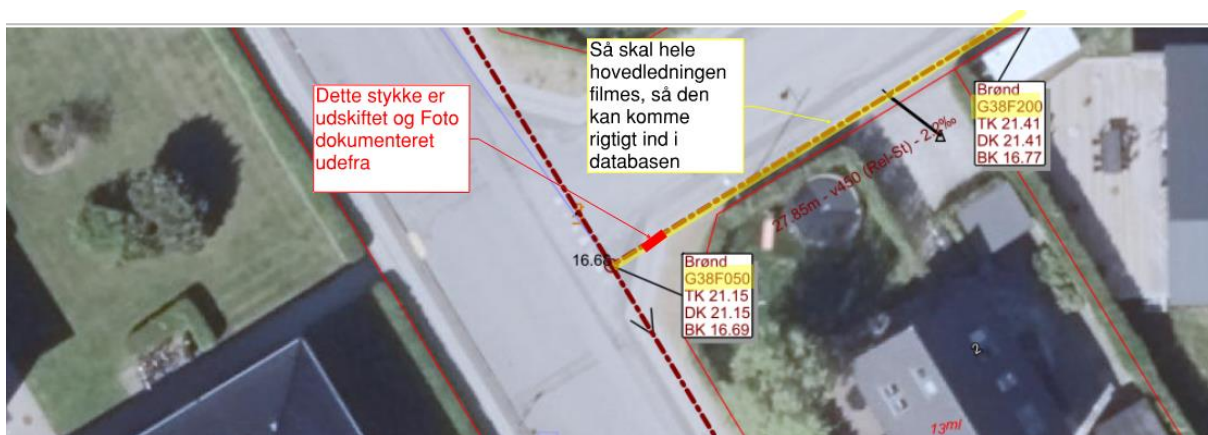 Så skal hele
hovedledningen
filmes, så den
kan komme
rigtigt ind i
databasen
Dette stykke er
udskiftet og Foto
dokumenteret
udefra
Brønd
G38F200
TK 21.41
DK 21.41
BK 16.77
27.85m - v450 (Rel-St) - 2.9‰
16.68
Brønd
G38F050
TK 21.15
DK 21.15
BK 16.69
2
13ml